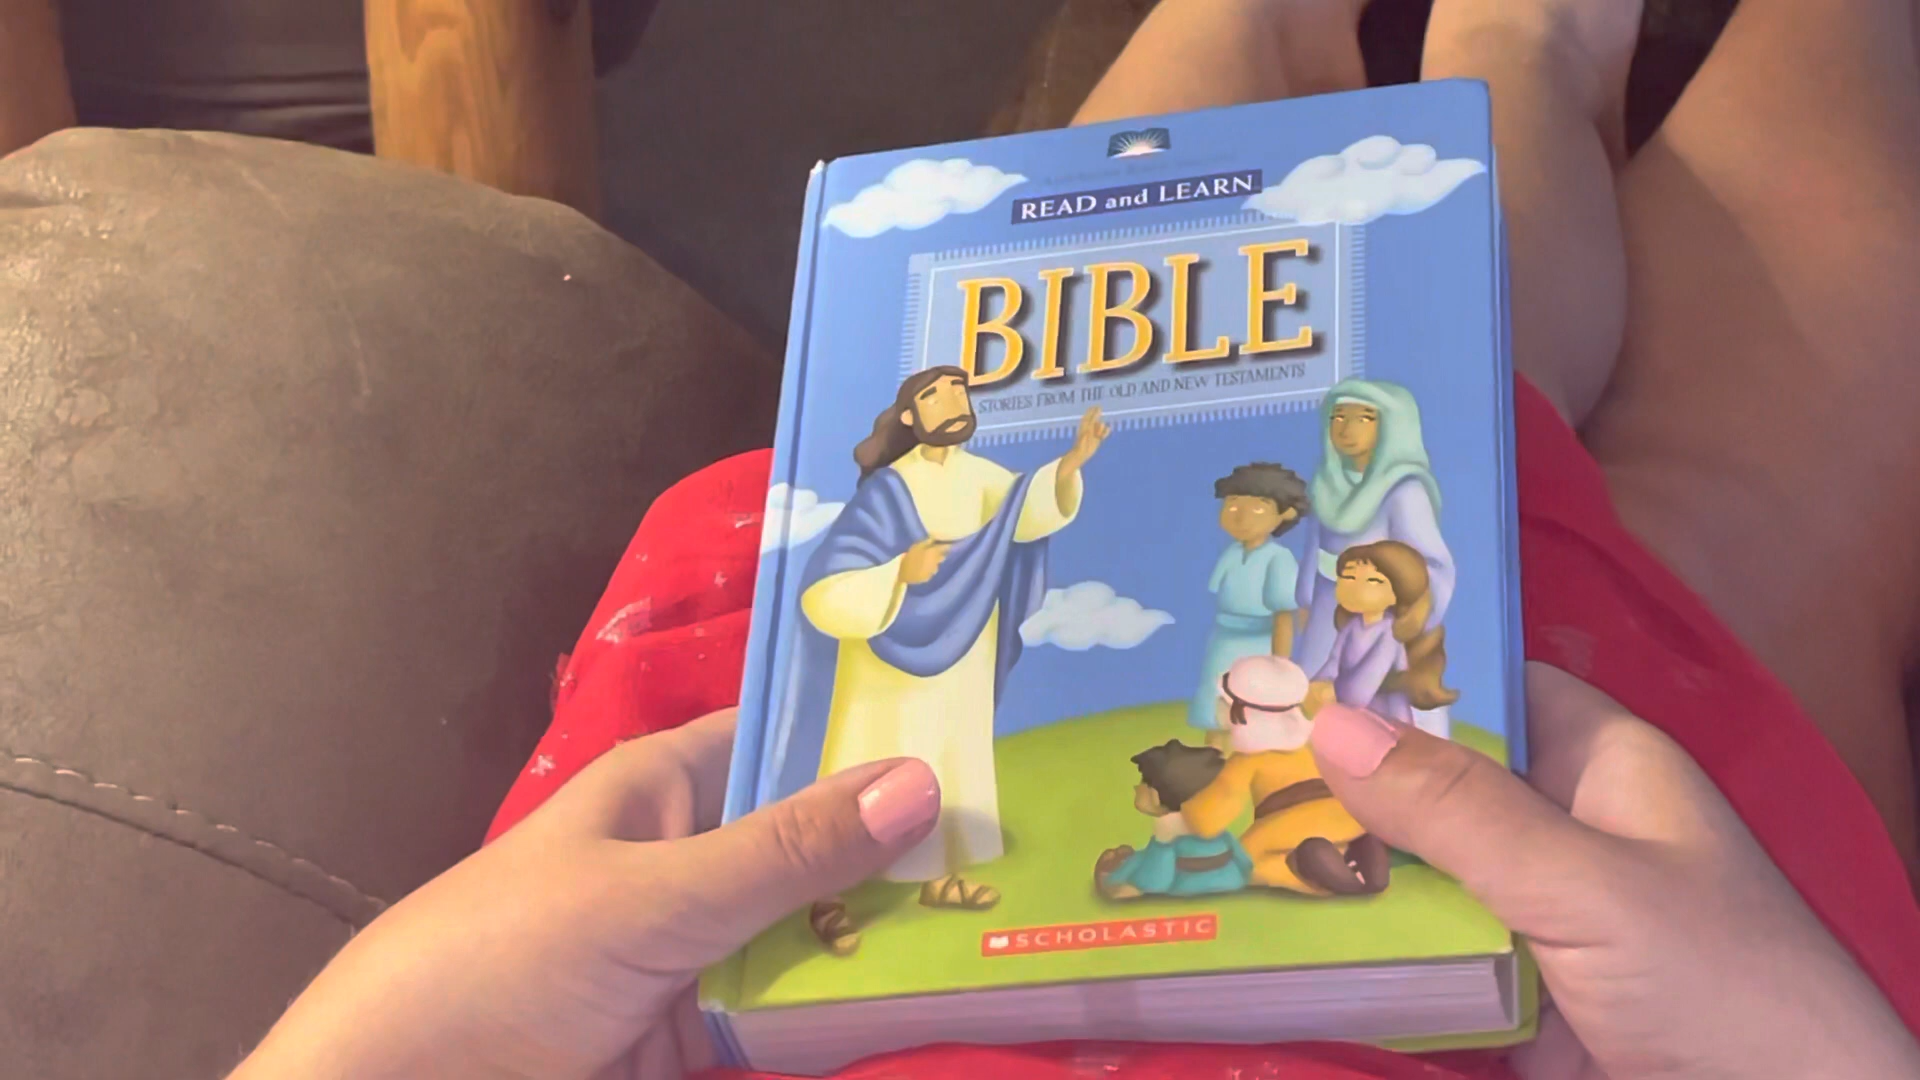 READ and LEARN
BIBLE
STORIES FROM THE OLD AND NEW TESTAMENTS
SCHOLASTIC